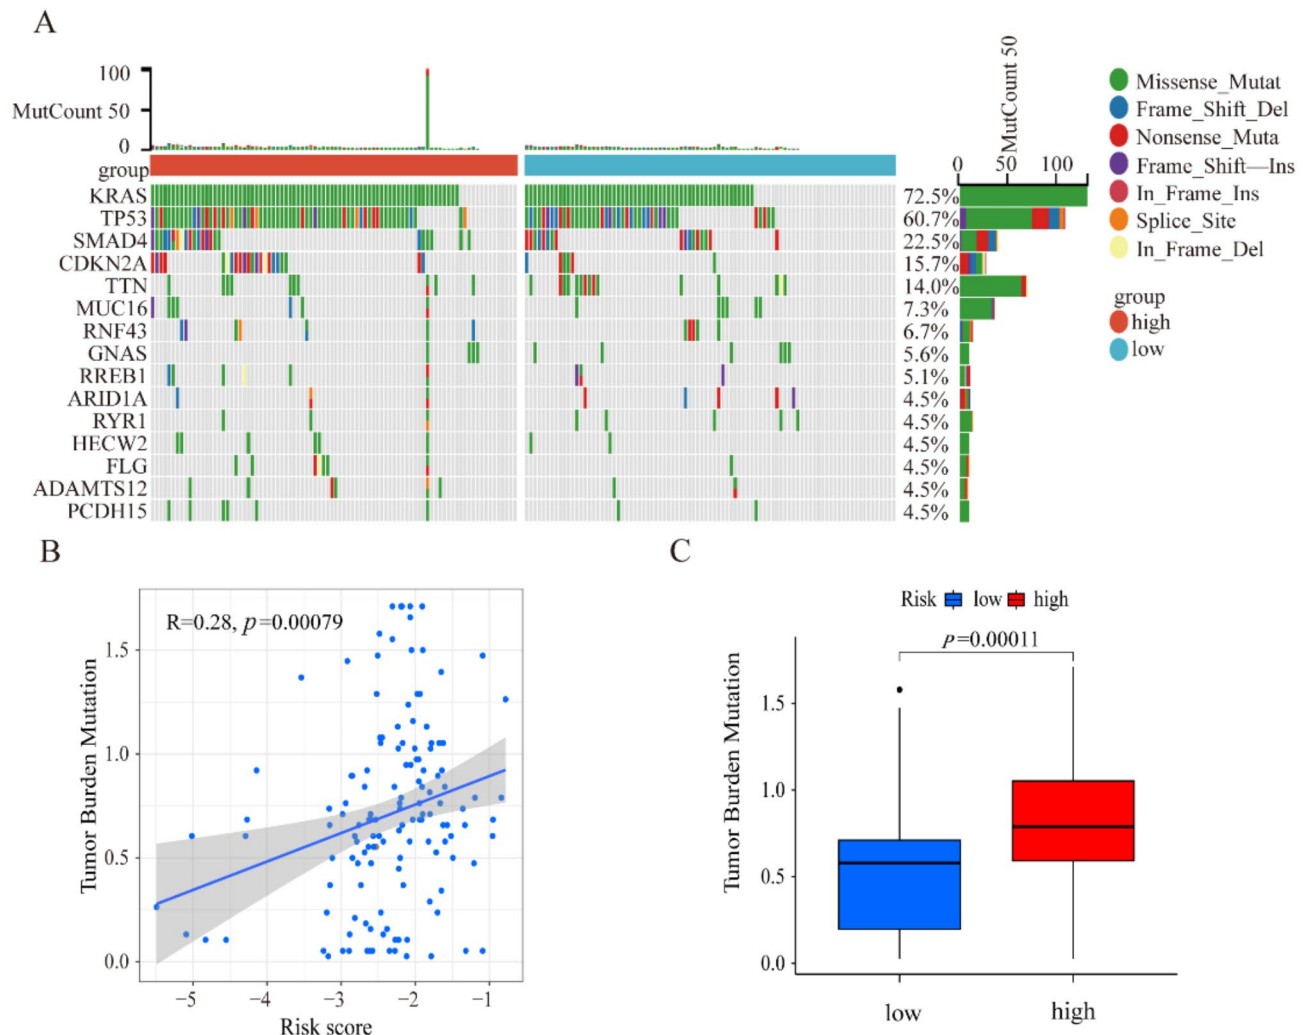 A
MutCount 50
100
50
0
MutCount 50
0 50 100
group
KRAS 72.5%
TP53 60.7%
SMAD4 22.5%
CDKN2A 15.7%
TTN 14.0%
MUC16 7.3%
RNF43 6.7%
GNAS 5.6%
RREB1 5.1%
ARID1A 4.5%
RYR1 4.5%
HECW2 4.5%
FLG 4.5%
ADAMTS12 4.5%
PCDH15 4.5%
Missense_Mutat
Frame_Shift_Del
Nonsense_Muta
Frame_Shift—Ins
In_Frame_Ins
Splice_Site
In_Frame_Del
group
high
low
B
R=0.28, p=0.00079
Tumor Burden Mutation
1.5
1.0
0.5
0.0
−5 −4 −3 −2 −1
Risk score
C
Risk low high
p=0.00011
Tumor Burden Mutation
1.5
1.0
0.5
0.0
low high